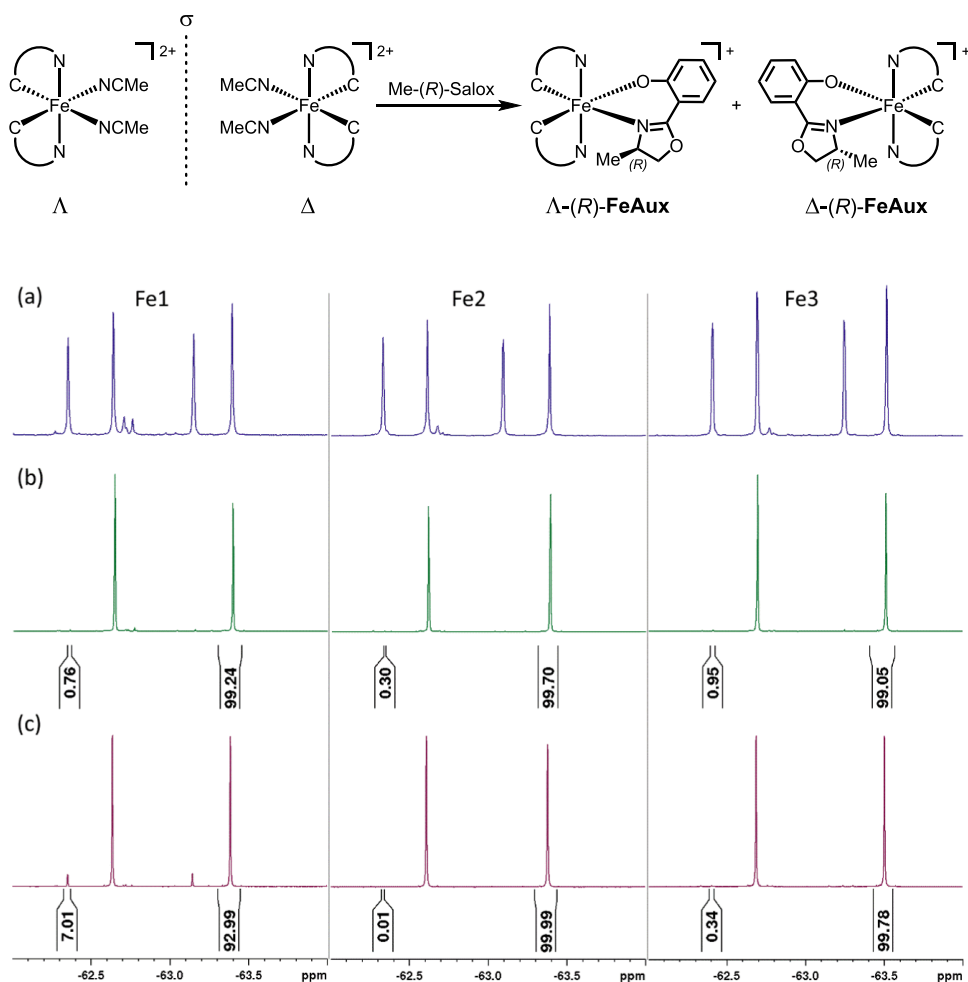 σ
N
C
Fe
NCMe
C
NCMe
N
2+
Λ
N
MeCN
C
Fe
MeCN
C
N
2+
Δ
Me-(R)-Salox
N
C
Fe
O
C
N
N
O
Me
(R)
+
Λ-(R)-FeAux
+
O
N
Fe
C
N
O
C
N
Me
(R)
+
Δ-(R)-FeAux
(a)
Fe1
Fe2
Fe3
(b)
0.76
99.24
0.30
99.70
0.95
99.05
(c)
7.01
92.99
0.01
99.99
0.34
99.78
-62.5 -63.0 -63.5 ppm
-62.5 -63.0 -63.5 ppm
-62.5 -63.0 -63.5 ppm